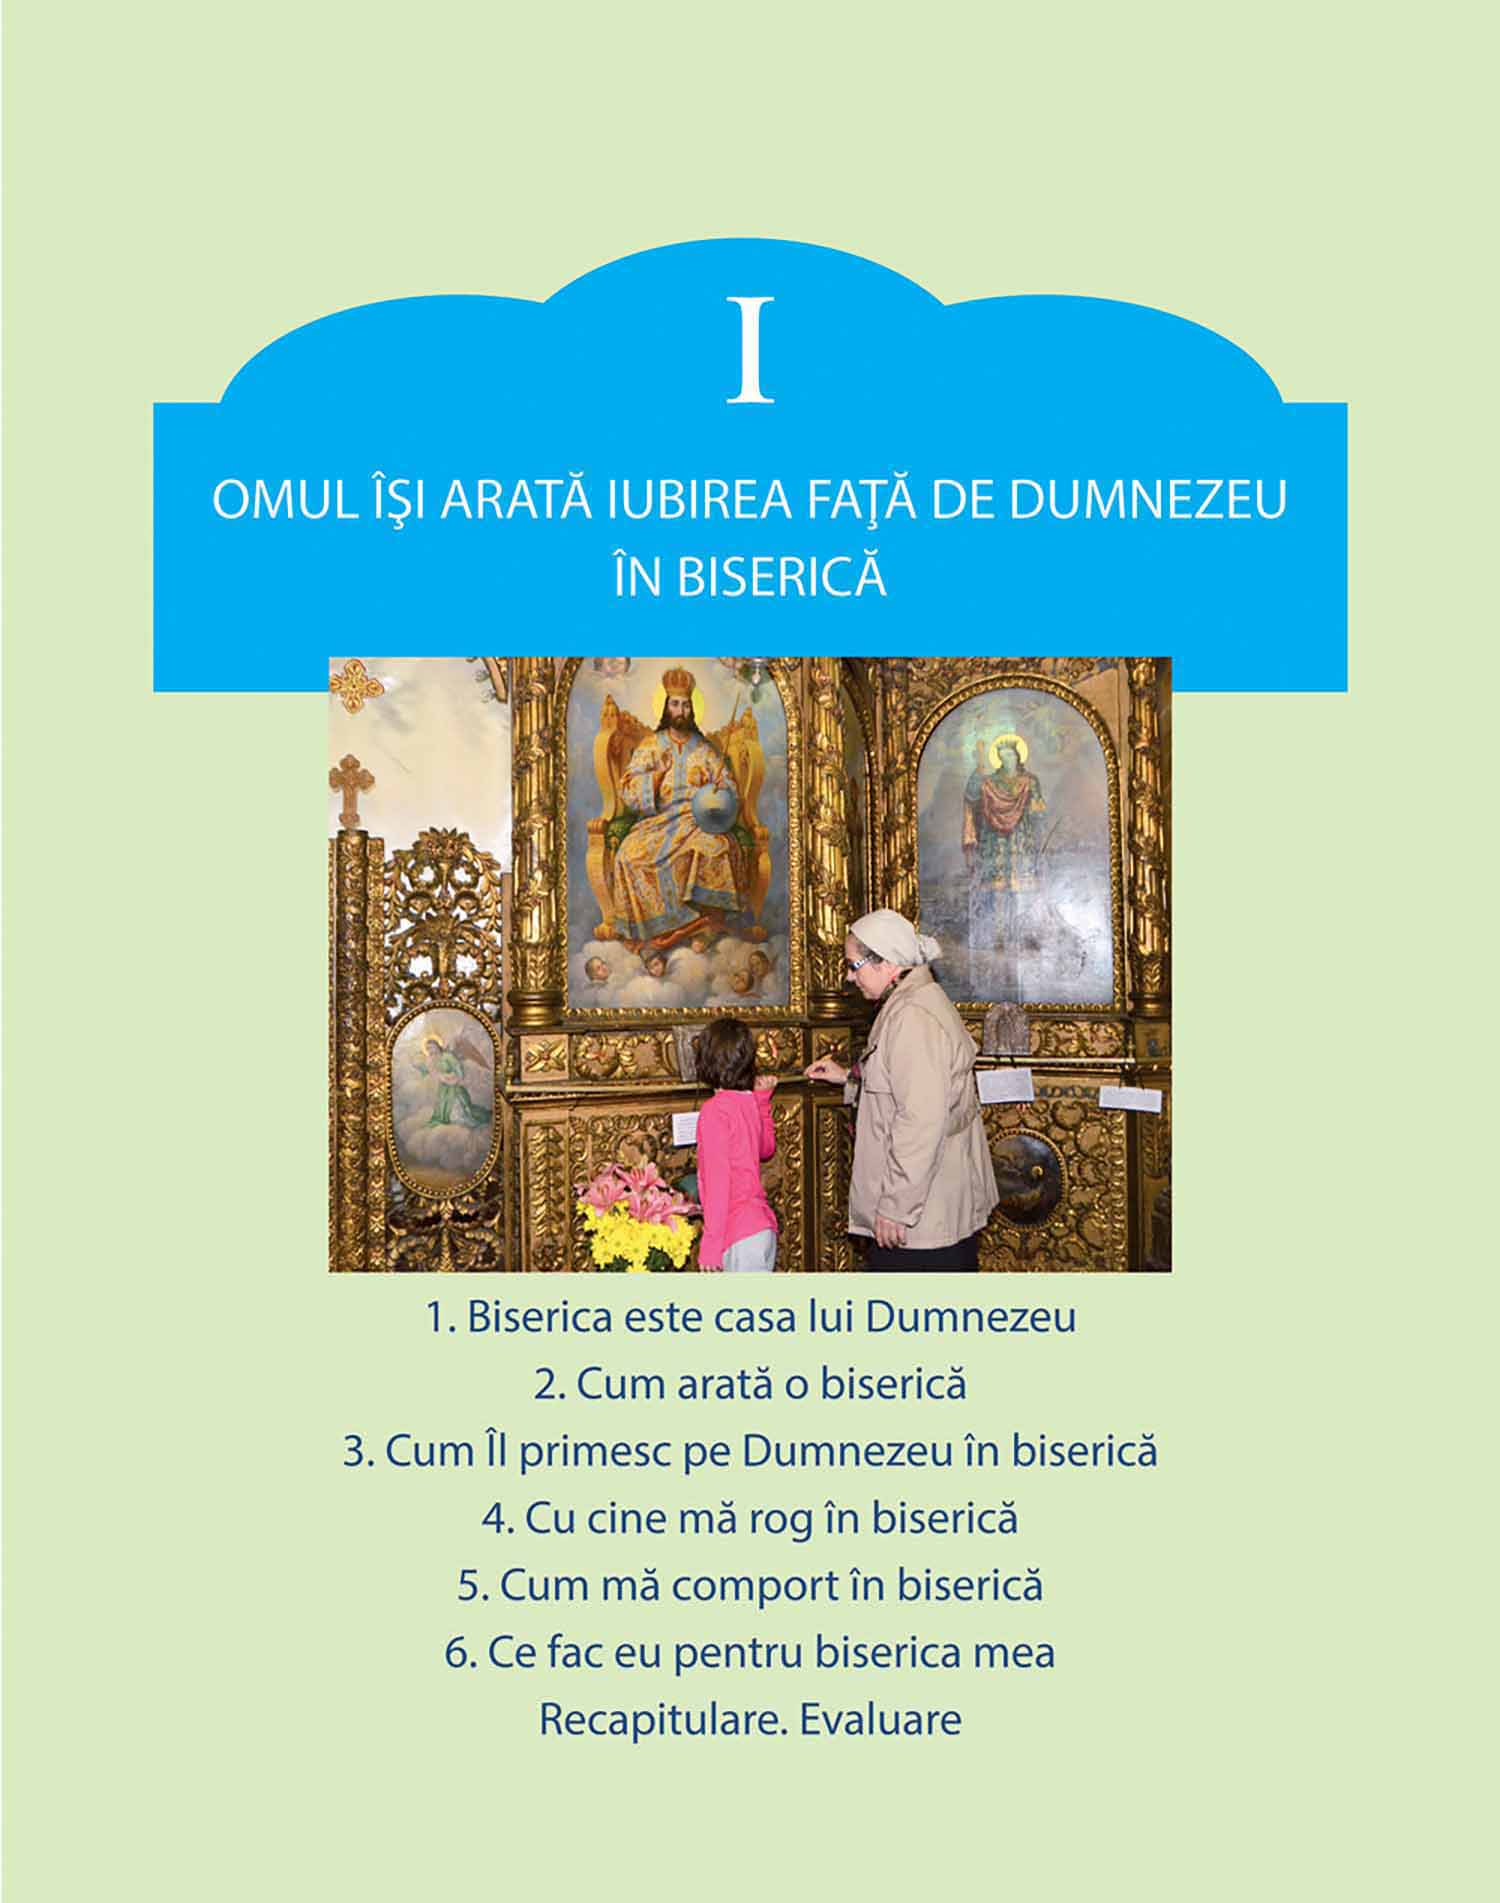 I
OMUL ÎŞI ARATĂ IUBIREA FAŢĂ DE DUMNEZEU
ÎN BISERICĂ
1. Biserica este casa lui Dumnezeu
2. Cum arată o biserică
3. Cum Îl primesc pe Dumnezeu în biserică
4. Cu cine mă rog în biserică
5. Cum mă comport în biserică
6. Ce fac eu pentru biserica mea
Recapitulare. Evaluare